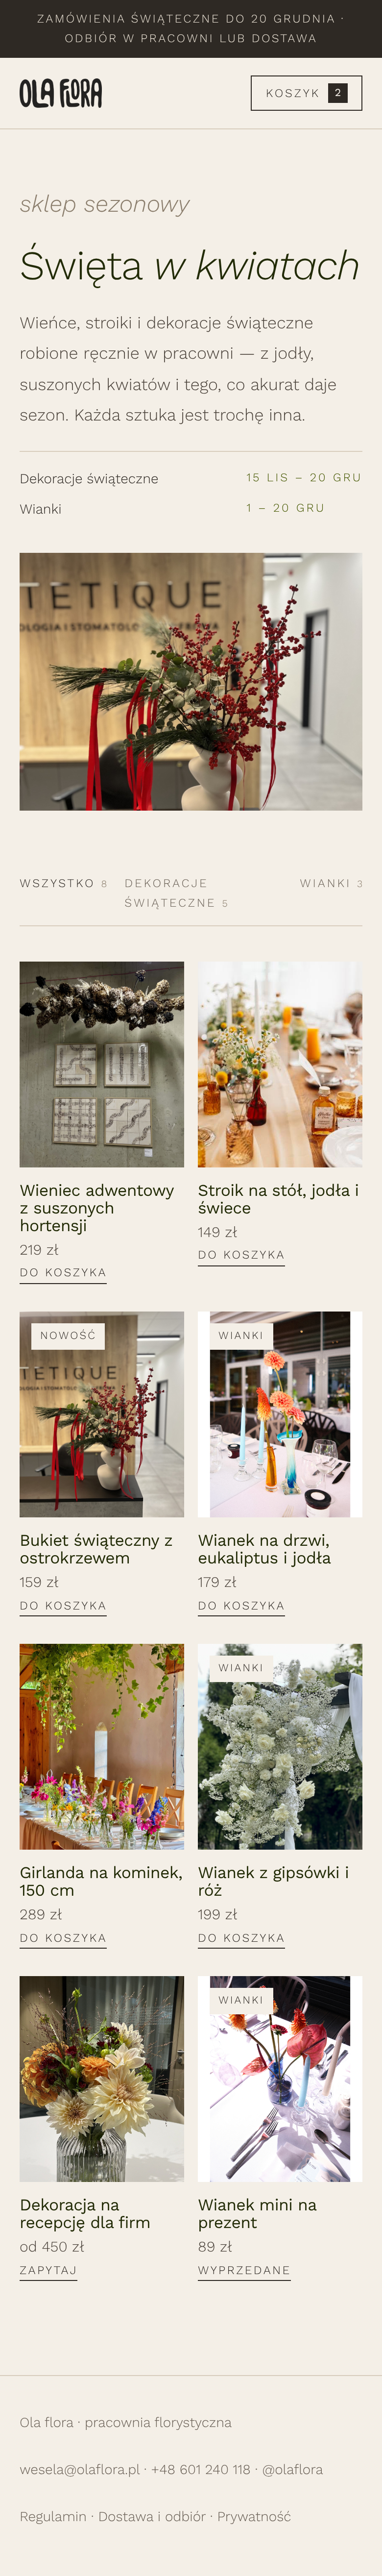 ZAMÓWIENIA ŚWIĄTECZNE DO 20 GRUDNIA ·
ODBIÓR W PRACOWNI LUB DOSTAWA
OLA FLORA
KOSZYK 2
sklep sezonowy
Święta w kwiatach
Wieńce, stroiki i dekoracje świąteczne
robione ręcznie w pracowni — z jodły,
suszonych kwiatów i tego, co akurat daje
sezon. Każda sztuka jest trochę inna.
Dekoracje świąteczne 15 LIS – 20 GRU
Wianki 1 – 20 GRU
TETIQUE
WSZYSTKO 8
DEKORACJE
ŚWIĄTECZNE 5
WIANKI 3
Wieniec adwentowy
z suszonych
hortensji
219 zł
DO KOSZYKA
Stroik na stół, jodła i
świece
149 zł
DO KOSZYKA
NOWOŚĆ
TETIQUE
Bukiet świąteczny z
ostrokrzewem
159 zł
DO KOSZYKA
WIANKI
Wianek na drzwi,
eukaliptus i jodła
179 zł
DO KOSZYKA
Girlanda na kominek,
150 cm
289 zł
DO KOSZYKA
WIANKI
Wianek z gipsówki i
róż
199 zł
DO KOSZYKA
Dekoracja na
recepcję dla firm
od 450 zł
ZAPYTAJ
WIANKI
Wianek mini na
prezent
89 zł
WYPRZEDANE
Ola flora · pracownia florystyczna
wesela@olaflora.pl · +48 601 240 118 · @olaflora
Regulamin · Dostawa i odbiór · Prywatność